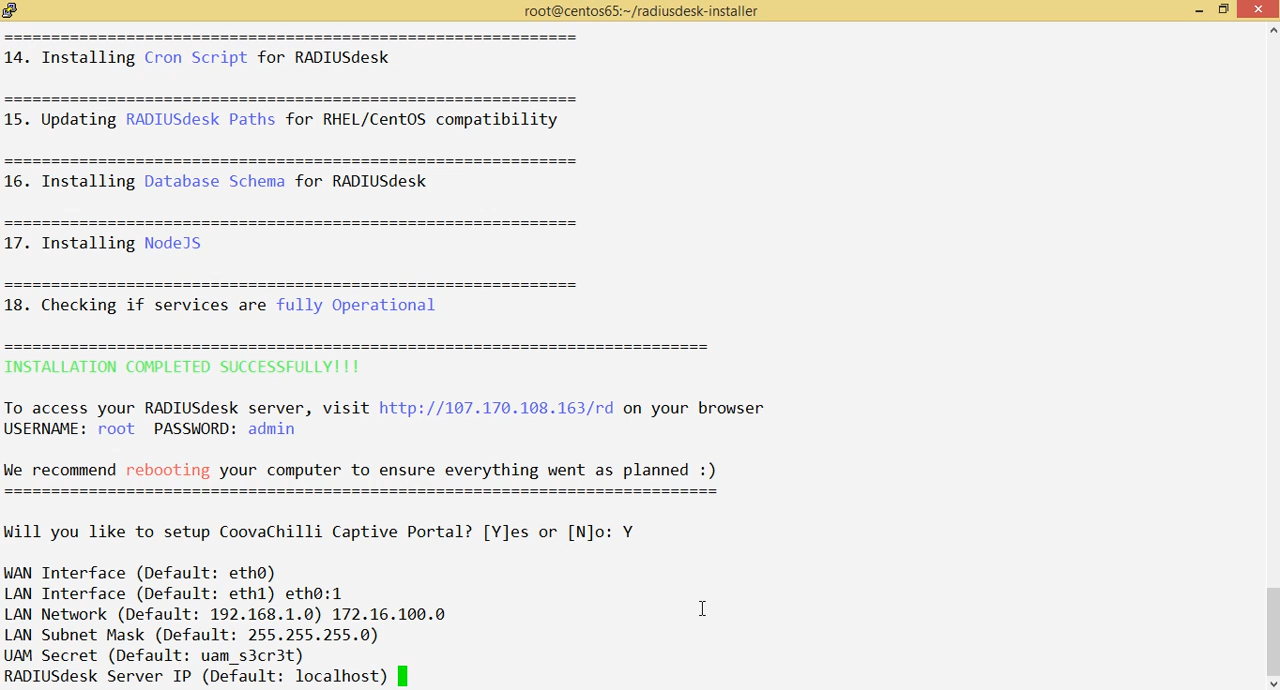 root@centos65:~/radiusdesk-installer
=============================================================
14. Installing Cron Script for RADIUSdesk
=============================================================
15. Updating RADIUSdesk Paths for RHEL/CentOS compatibility
=============================================================
16. Installing Database Schema for RADIUSdesk
=============================================================
17. Installing NodeJS
=============================================================
18. Checking if services are fully Operational
===========================================================================
INSTALLATION COMPLETED SUCCESSFULLY!!!
To access your RADIUSdesk server, visit http://107.170.108.163/rd on your browser
USERNAME: root  PASSWORD: admin
We recommend rebooting your computer to ensure everything went as planned :)
============================================================================
Will you like to setup CoovaChilli Captive Portal? [Y]es or [N]o: Y
WAN Interface (Default: eth0)
LAN Interface (Default: eth1) eth0:1
LAN Network (Default: 192.168.1.0) 172.16.100.0
LAN Subnet Mask (Default: 255.255.255.0)
UAM Secret (Default: uam_s3cr3t)
RADIUSdesk Server IP (Default: localhost)